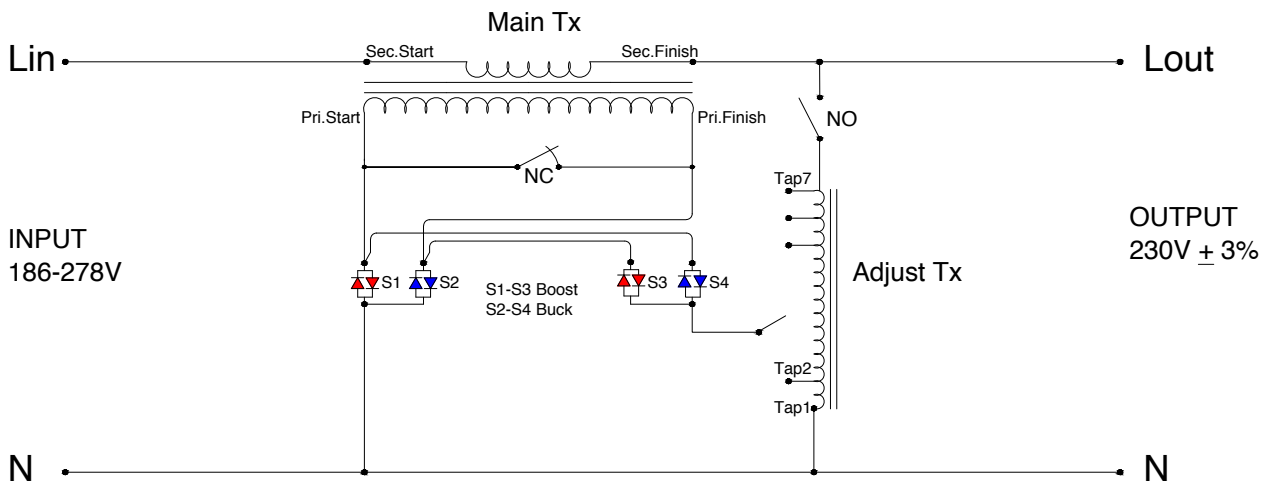 Main Tx
Sec.Start
Sec.Finish
Lin
Lout
Pri.Start
Pri.Finish
NO
NC
Tap7
INPUT
186-278V
OUTPUT
230V ± 3%
S1
S2
S3
S4
Adjust Tx
S1-S3 Boost
S2-S4 Buck
Tap2
Tap1
N
N